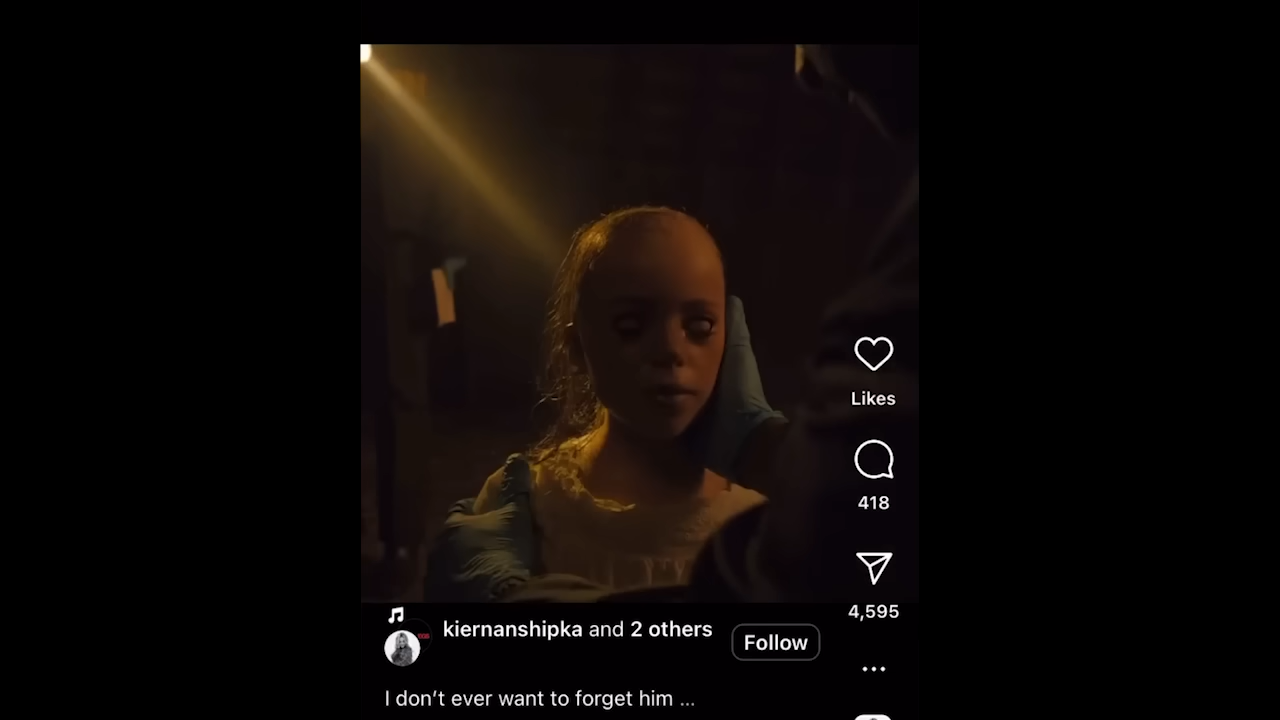 Likes
418
4,595
kiernanshipka and 2 others
Follow
I don't ever want to forget him ...